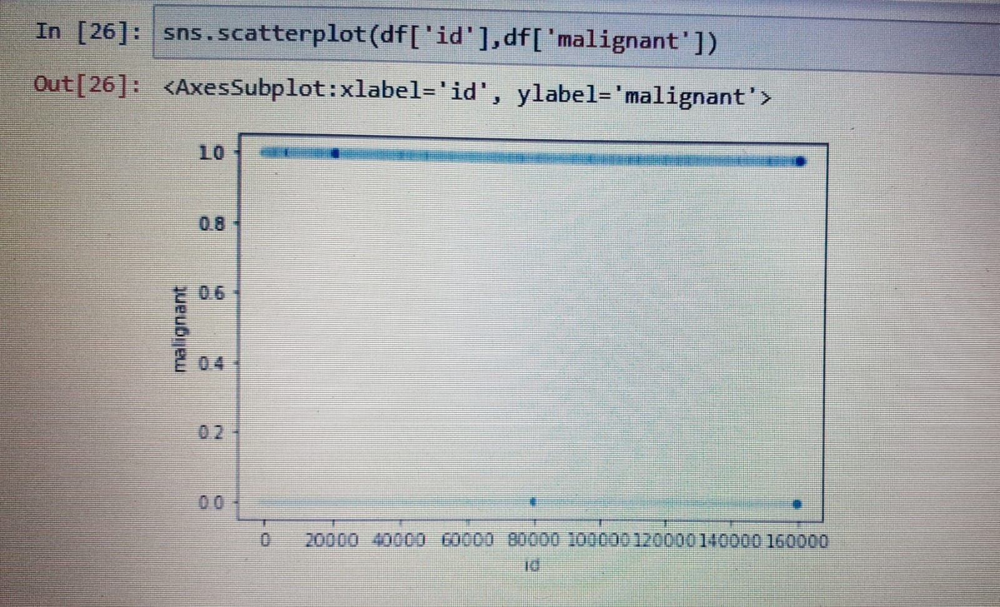 In [26]: sns.scatterplot(df['id'],df['malignant'])
Out[26]: <AxesSubplot:xlabel='id', ylabel='malignant'>
1.0
0.8
0.6
malignant
0.4
0.2
0.0
0 20000 40000 60000 80000 100000 120000 140000 160000
id